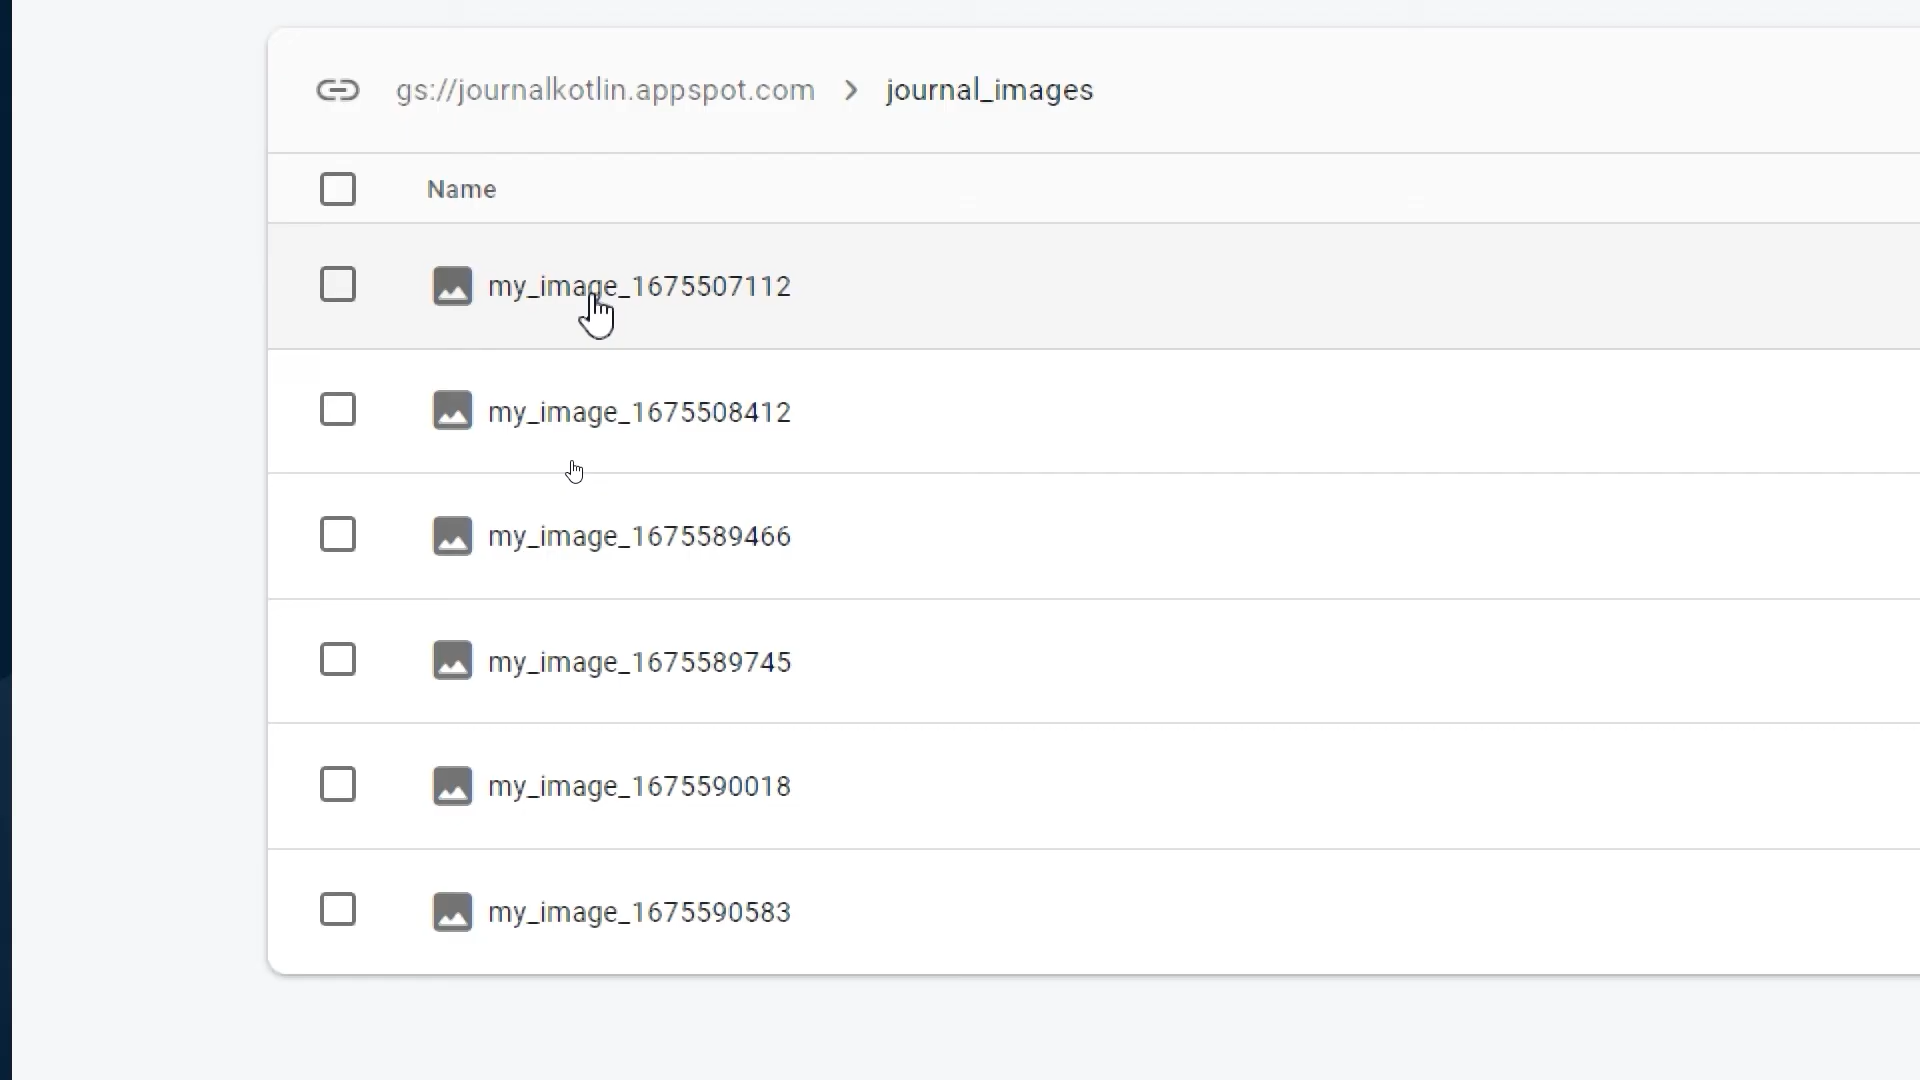 gs://journalkotlin.appspot.com > journal_images
Name
my_image_1675507112
my_image_1675508412
my_image_1675589466
my_image_1675589745
my_image_1675590018
my_image_1675590583